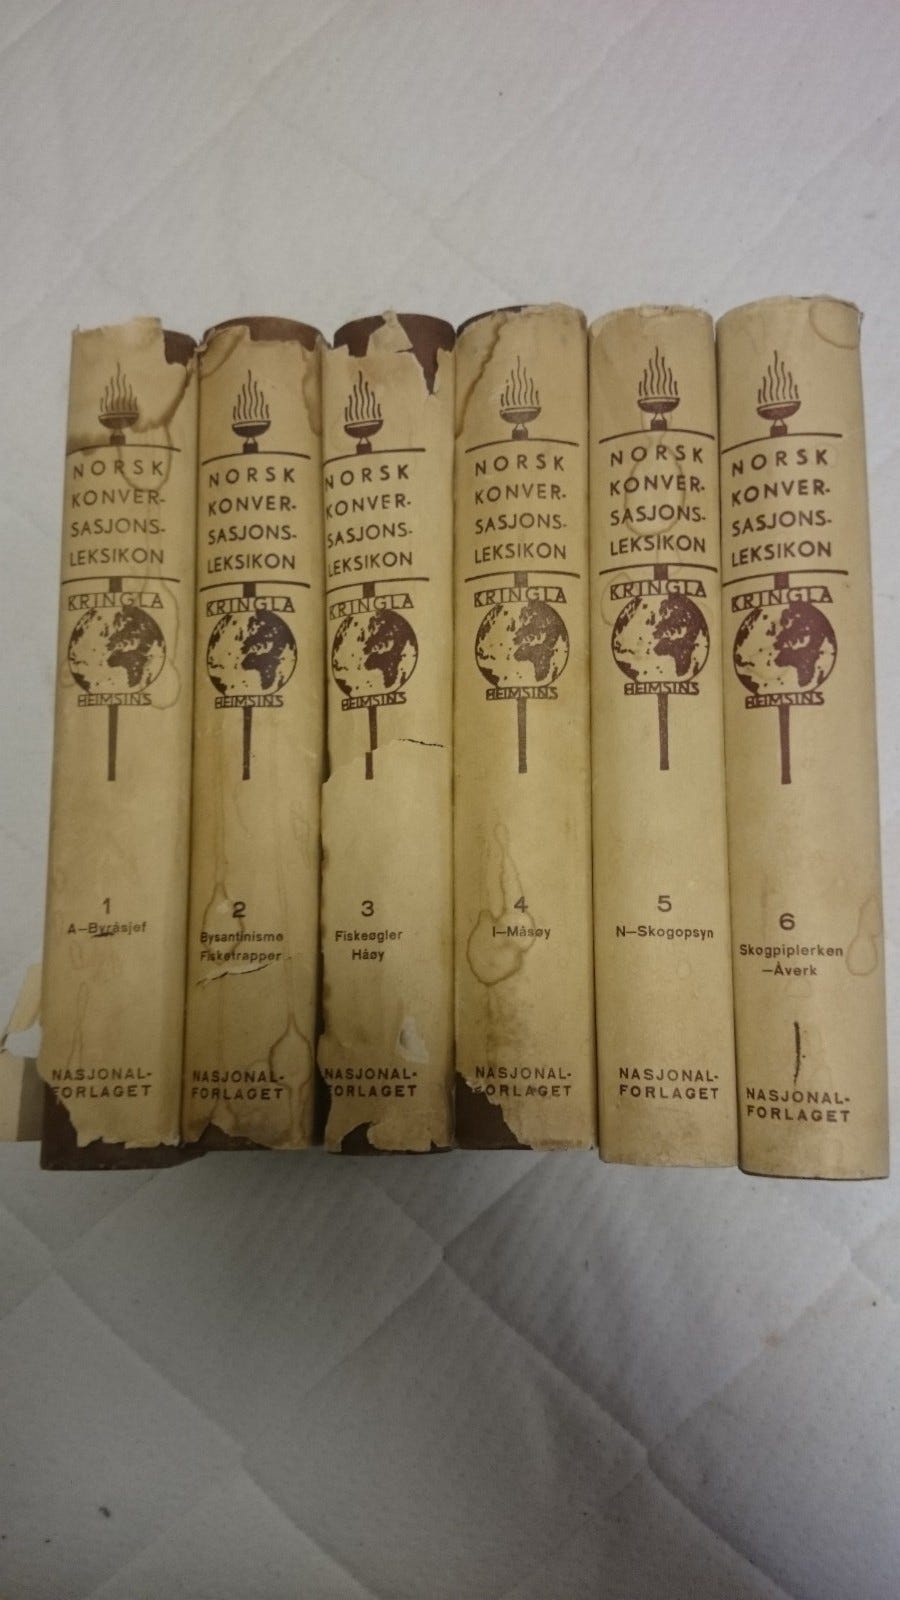 NORSK
KONVER-
SASJONS-
LEKSIKON
KRINGLA
HEIMSINS
1
A—Byråsjef
NASJONAL-
FORLAGET
NORSK
KONVER-
SASJONS-
LEKSIKON
KRINGLA
HEIMSINS
2
Bysantinisme
Fisketrapper
NASJONAL-
FORLAGET
NORSK
KONVER-
SASJONS-
LEKSIKON
KRINGLA
HEIMSINS
3
Fiskeøgler
Håøy
NASJONAL-
FORLAGET
NORSK
KONVER-
SASJONS-
LEKSIKON
KRINGLA
HEIMSINS
4
I—Måsøy
NASJONAL-
FORLAGET
NORSK
KONVER-
SASJONS-
LEKSIKON
KRINGLA
HEIMSINS
5
N—Skogopsyn
NASJONAL-
FORLAGET
NORSK
KONVER-
SASJONS-
LEKSIKON
KRINGLA
HEIMSINS
6
Skogpiplerken
—Åverk
NASJONAL-
FORLAGET